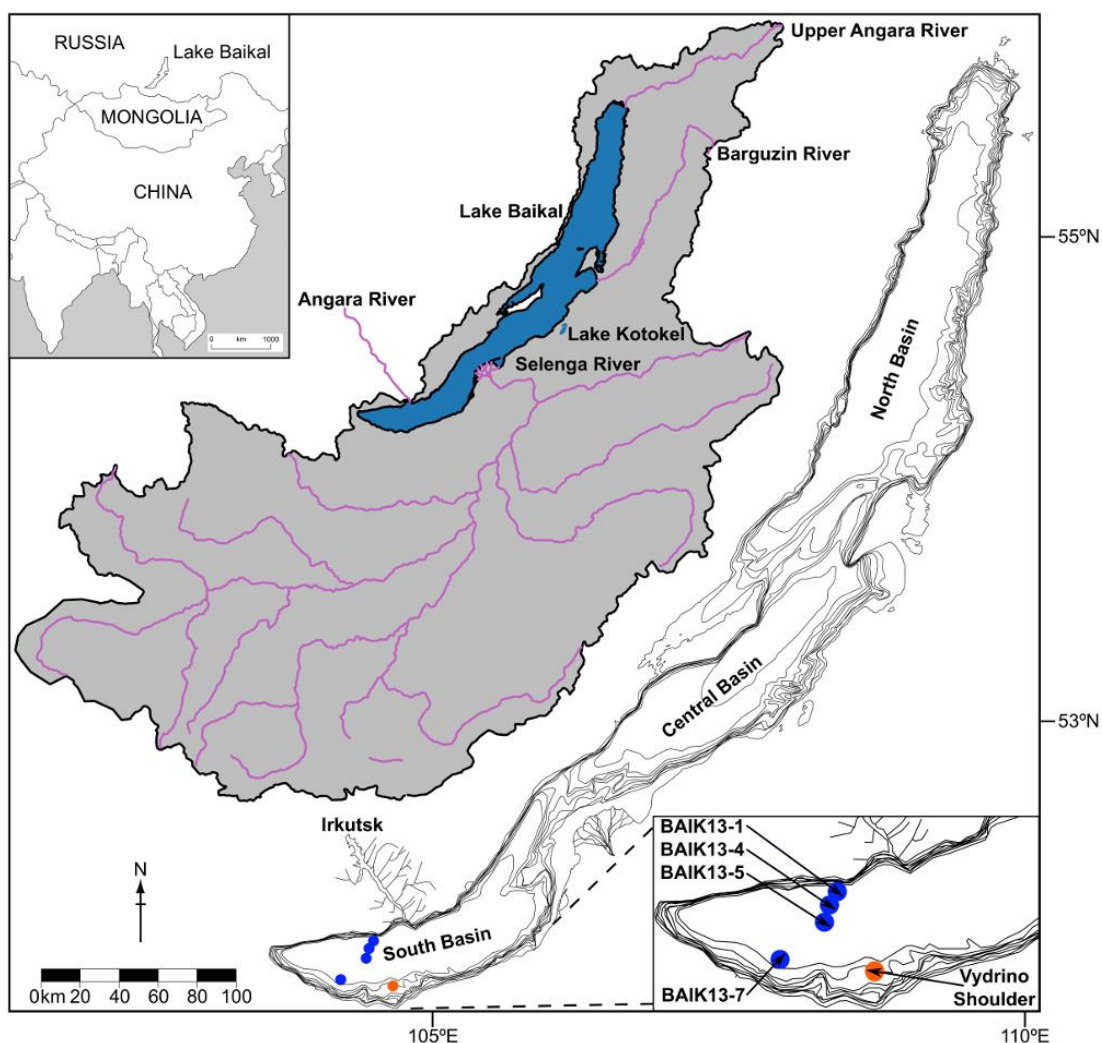 RUSSIA
Lake Baikal
MONGOLIA
CHINA
0 km 1000
Upper Angara River
Barguzin River
Lake Baikal
55ºN
Angara River
Lake Kotokel
Selenga River
North Basin
53ºN
Central Basin
Irkutsk
N
South Basin
0km 20 40 60 80 100
BAIK13-1
BAIK13-4
BAIK13-5
BAIK13-7
Vydrino
Shoulder
105ºE
110ºE